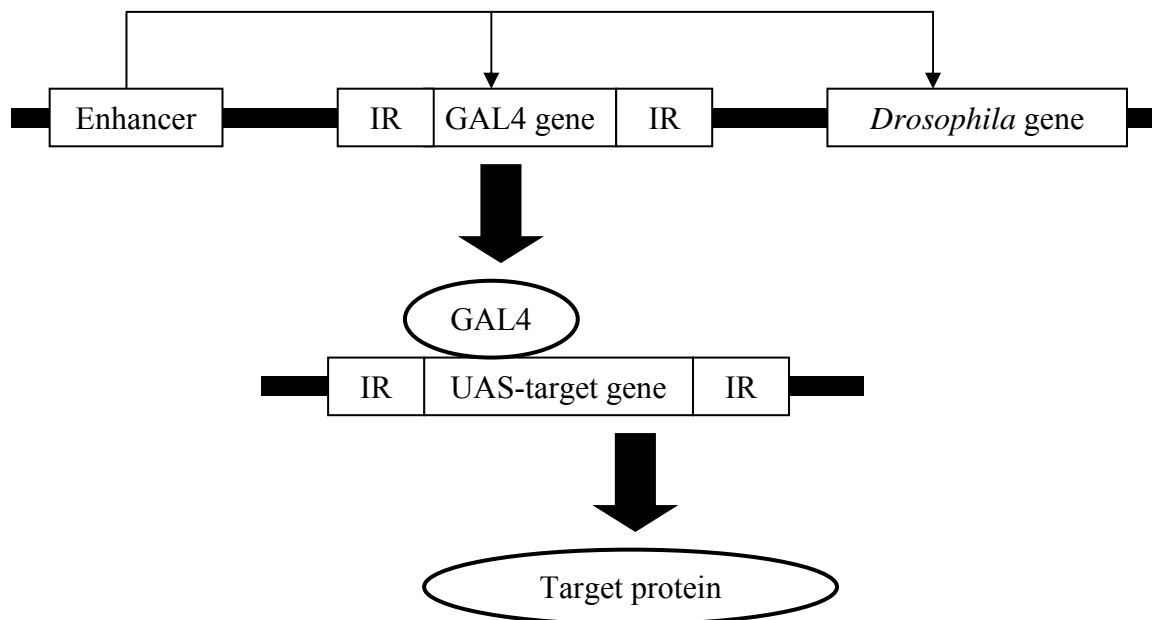 Enhancer IR GAL4 gene IR Drosophila gene
GAL4
IR UAS-target gene IR
Target protein